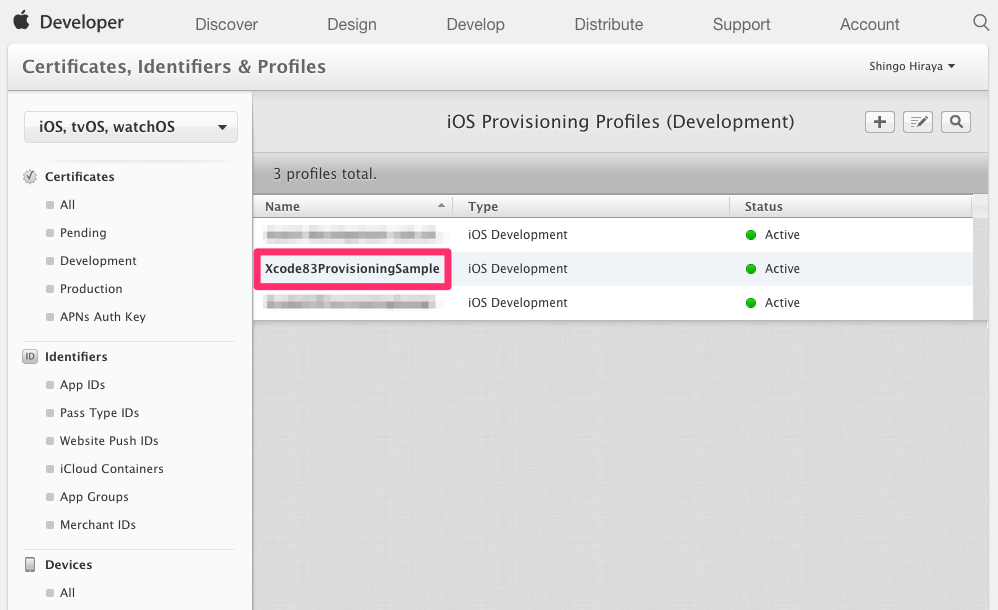 Developer Discover Design Develop Distribute Support Account
Certificates, Identifiers & Profiles
Shingo Hiraya
iOS, tvOS, watchOS
Certificates
All
Pending
Development
Production
APNs Auth Key
ID Identifiers
App IDs
Pass Type IDs
Website Push IDs
iCloud Containers
App Groups
Merchant IDs
Devices
All
iOS Provisioning Profiles (Development)
3 profiles total.
Name Type Status
iOS Development Active
Xcode83ProvisioningSample iOS Development Active
iOS Development Active